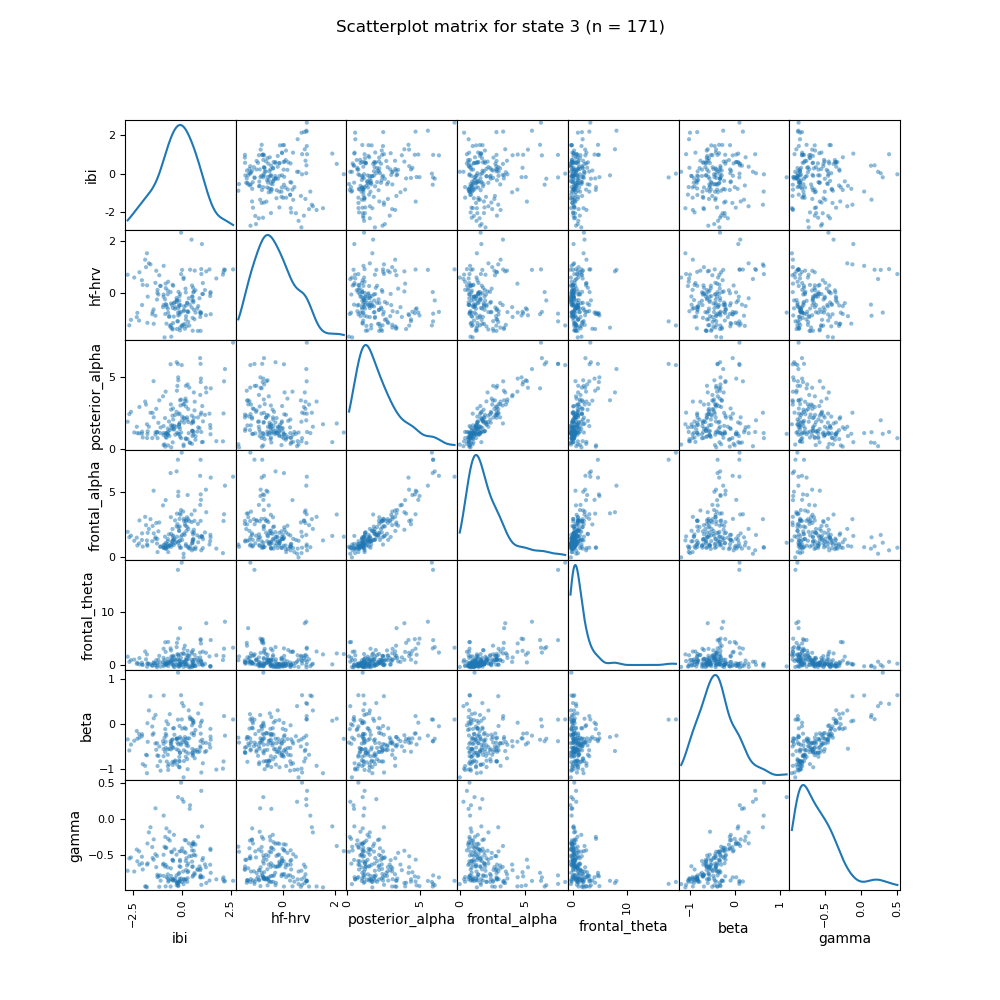 Scatterplot matrix for state 3 (n = 171)
ibi
2
0
−2
hf-hrv
2
0
posterior_alpha
5
0
frontal_alpha
5
0
frontal_theta
10
0
beta
1
0
−1
gamma
0.5
0.0
−0.5
−2.5 0.0 2.5 0 2 0 5 0 5 0 10 −1 0 1 −0.5 0.0 0.5
ibi hf-hrv posterior_alpha frontal_alpha frontal_theta beta gamma